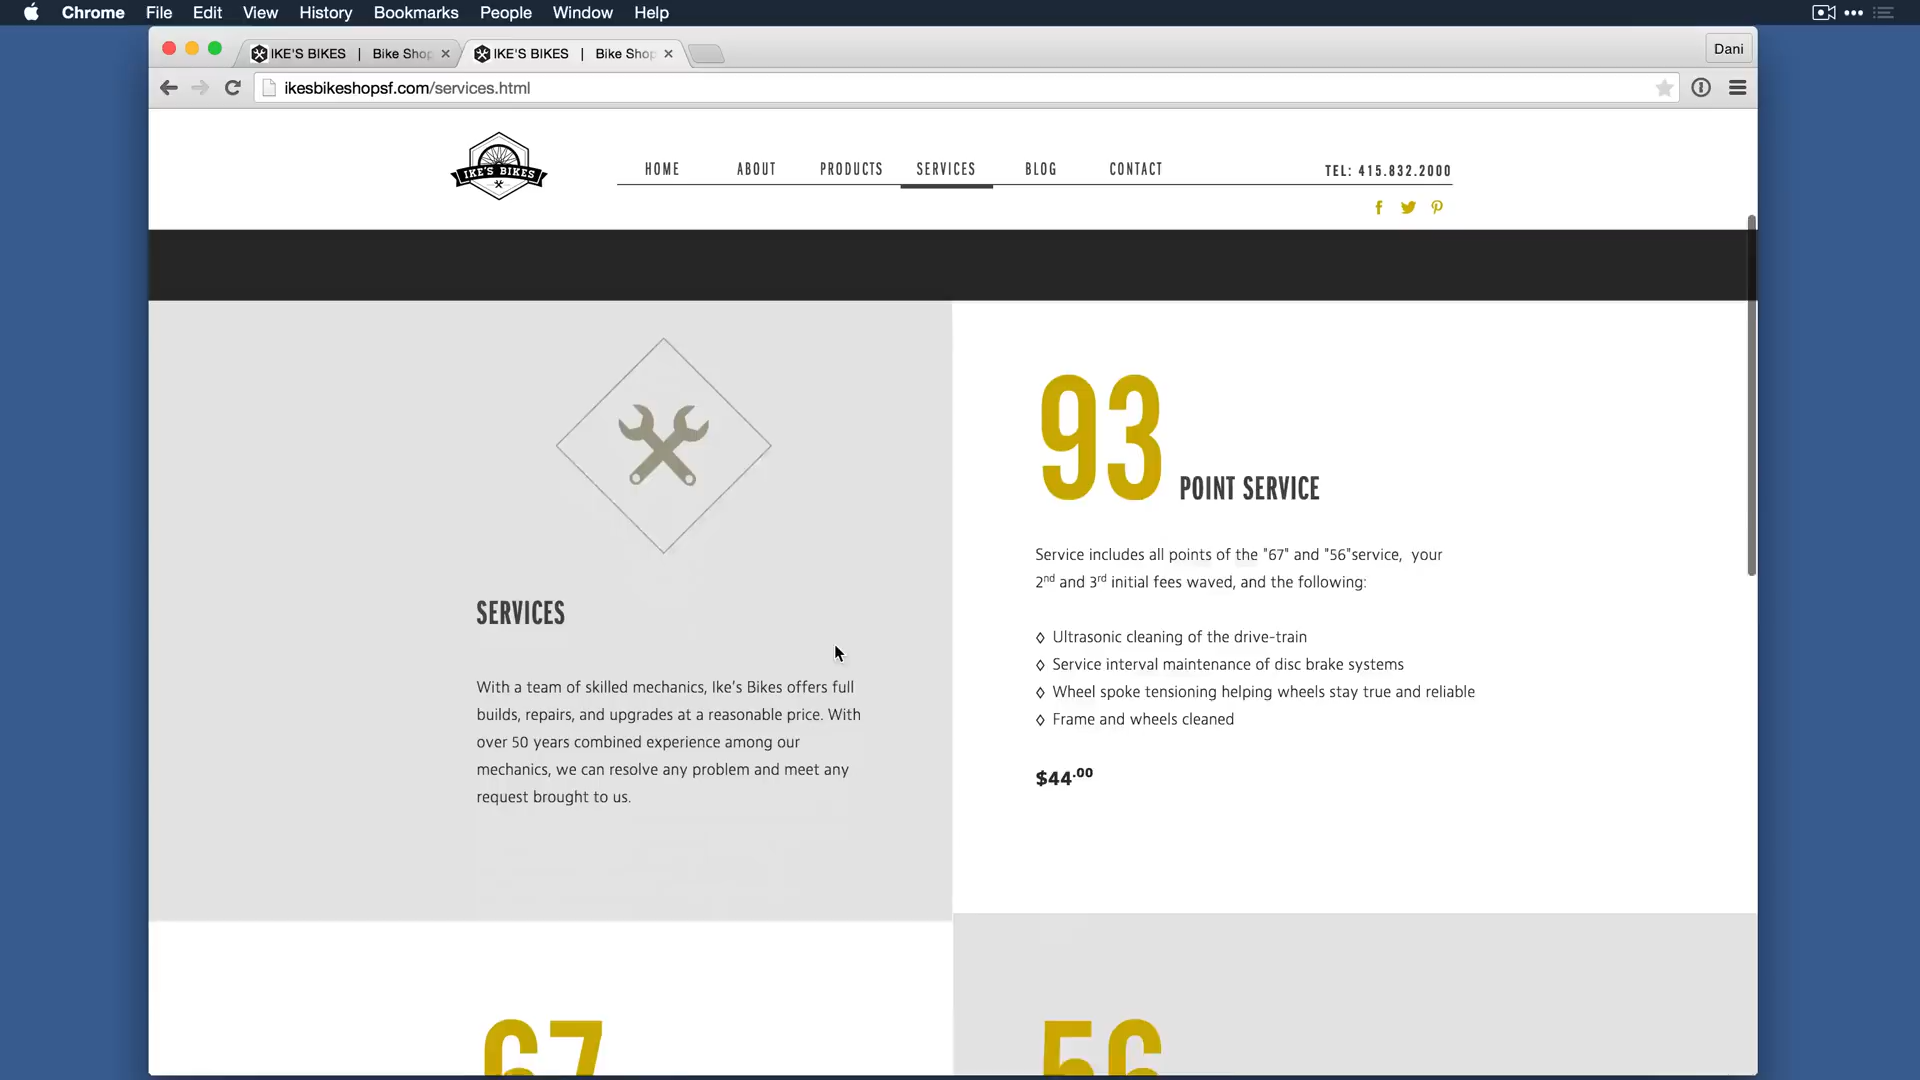 Chrome File Edit View History Bookmarks People Window Help
IKE'S BIKES | Bike Shop
IKE'S BIKES | Bike Shop
Dani
ikesbikeshopsf.com/services.html
IKE'S BIKES
HOME ABOUT PRODUCTS SERVICES BLOG CONTACT
TEL: 415.832.2000
SERVICES
With a team of skilled mechanics, Ike's Bikes offers full
builds, repairs, and upgrades at a reasonable price. With
over 50 years combined experience among our
mechanics, we can resolve any problem and meet any
request brought to us.
93 POINT SERVICE
Service includes all points of the "67" and "56"service, your
2nd and 3rd initial fees waved, and the following:
◊ Ultrasonic cleaning of the drive-train
◊ Service interval maintenance of disc brake systems
◊ Wheel spoke tensioning helping wheels stay true and reliable
◊ Frame and wheels cleaned
$44.00
67
56